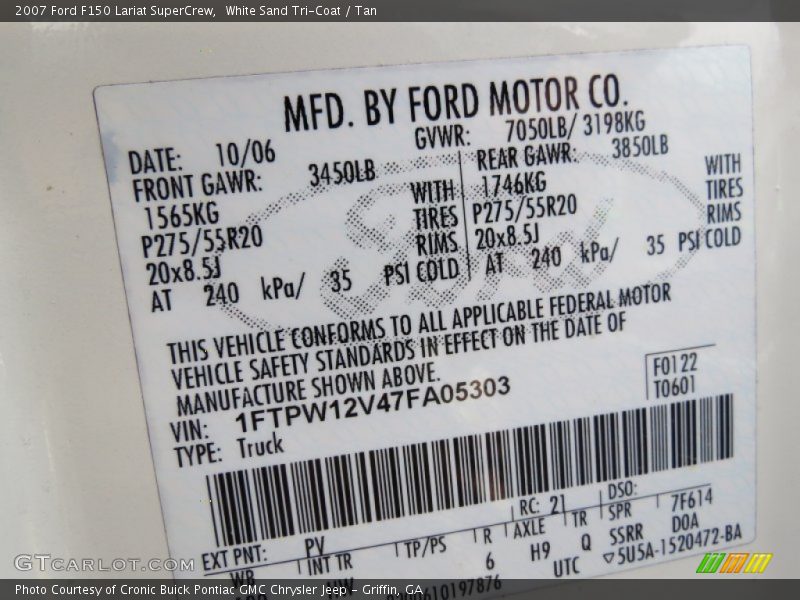 2007 Ford F150 Lariat SuperCrew, White Sand Tri-Coat / Tan
MFD. BY FORD MOTOR CO.
DATE: 10/06 GVWR: 7050LB/ 3198KG
FRONT GAWR: 3450LB REAR GAWR: 3850LB
1565KG WITH 1746KG WITH
P275/55R20 TIRES P275/55R20 TIRES
20x8.5J RIMS 20x8.5J RIMS
AT 240 kPa/ 35 PSI COLD AT 240 kPa/ 35 PSI COLD
THIS VEHICLE CONFORMS TO ALL APPLICABLE FEDERAL MOTOR
VEHICLE SAFETY STANDARDS IN EFFECT ON THE DATE OF
MANUFACTURE SHOWN ABOVE.
F0122
T0601
VIN: 1FTPW12V47FA05303
TYPE: Truck
EXT PNT: PV RC: 21 DSO:
WB INT TR TP/PS R AXLE TR SPR 7F614
6 H9 Q SSRR DOA
UTC 5U5A-1520472-BA
GTcarlot.com
Photo Courtesy of Cronic Buick Pontiac GMC Chrysler Jeep - Griffin, GA